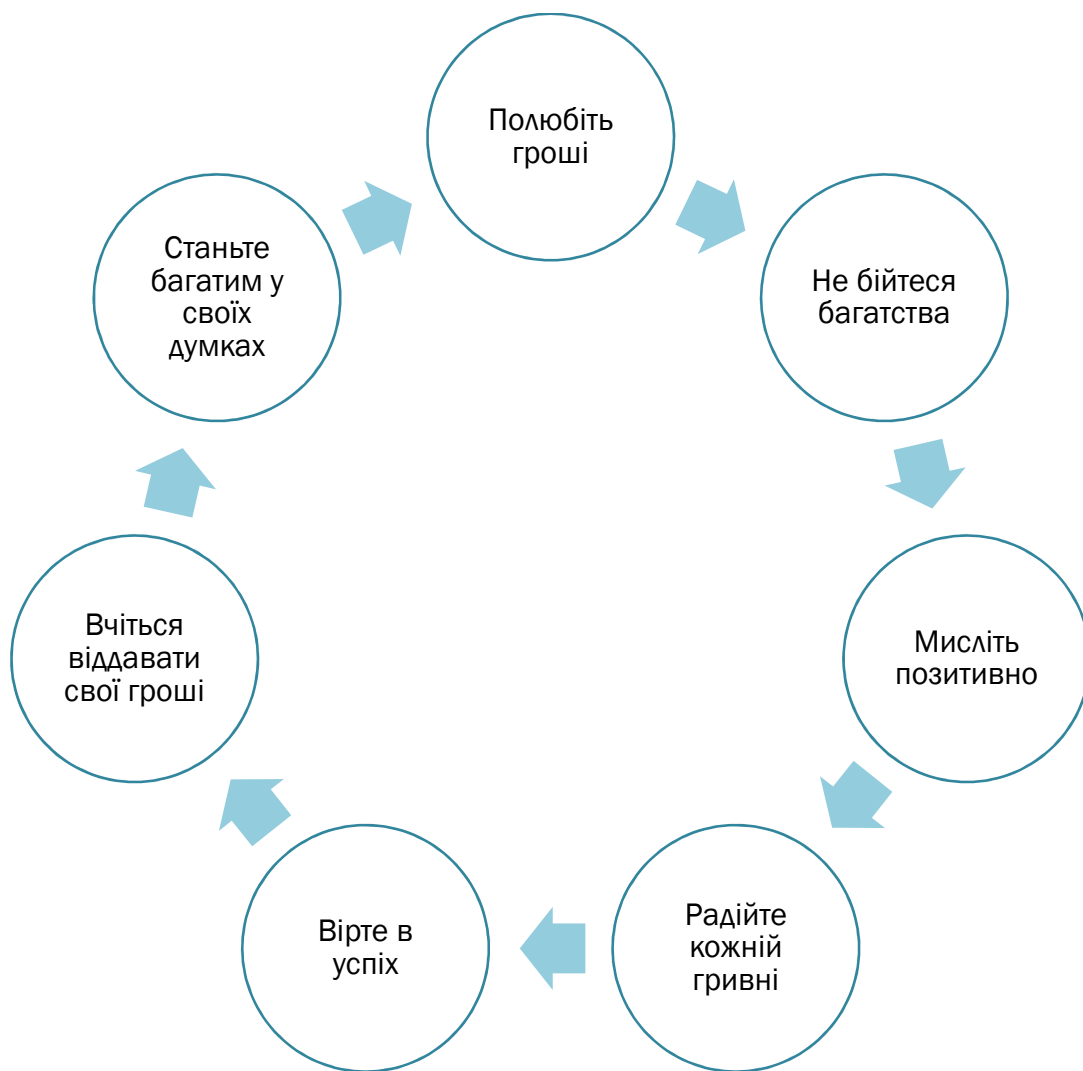 Полюбіть
гроші
Не бійтеся
багатства
Мисліть
позитивно
Радійте
кожній
гривні
Вірте в
успіх
Вчіться
віддавати
свої гроші
Станьте
багатим у
своїх
думках